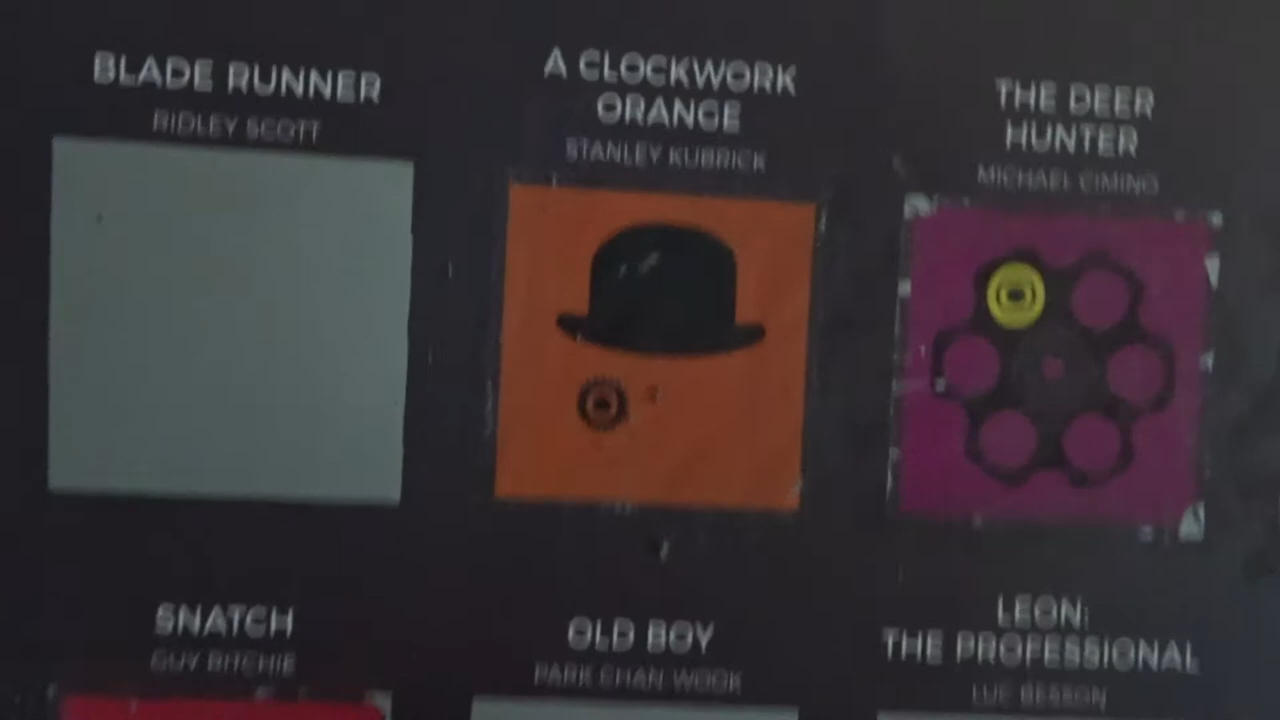 BLADE RUNNER
RIDLEY SCOTT
A CLOCKWORK
ORANGE
STANLEY KUBRICK
THE DEER
HUNTER
MICHAEL CIMINO
SNATCH
GUY RITCHIE
OLD BOY
PARK CHAN WOOK
LEON:
THE PROFESSIONAL
LUC BESSON